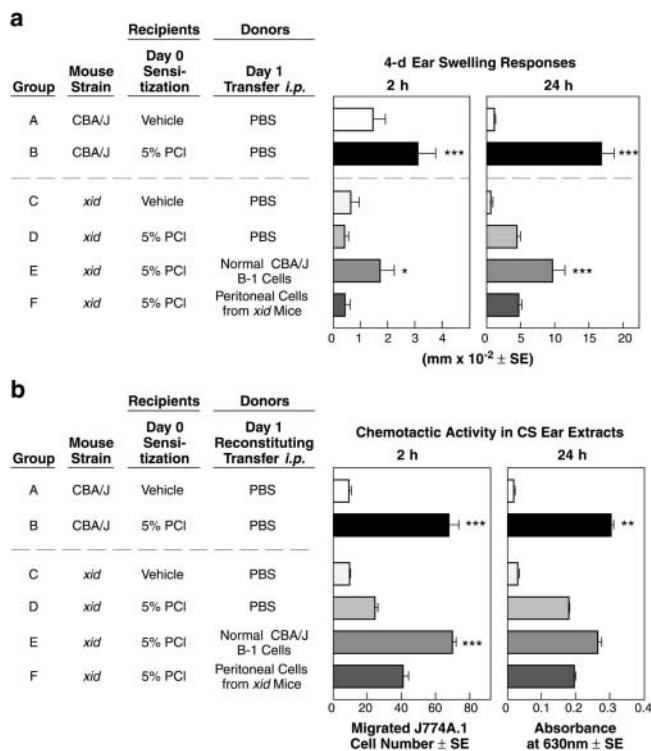 a
Recipients Donors
Group Mouse Strain Day 0 Sensi-tization Day 1 Transfer i.p.
4-d Ear Swelling Responses
2 h 24 h
A CBA/J Vehicle PBS
B CBA/J 5% PCl PBS *** ***
C xid Vehicle PBS
D xid 5% PCl PBS
E xid 5% PCl Normal CBA/J B-1 Cells * ***
F xid 5% PCl Peritoneal Cells from xid Mice
0 1 2 3 4 0 5 10 15 20
(mm x 10-2 ± SE)
b
Recipients Donors
Group Mouse Strain Day 0 Sensi-tization Day 1 Reconstituting Transfer i.p.
Chemotactic Activity in CS Ear Extracts
2 h 24 h
A CBA/J Vehicle PBS
B CBA/J 5% PCl PBS *** **
C xid Vehicle PBS
D xid 5% PCl PBS
E xid 5% PCl Normal CBA/J B-1 Cells ***
F xid 5% PCl Peritoneal Cells from xid Mice
0 20 40 60 80 0 0.1 0.2 0.3 0.4
Migrated J774A.1 Cell Number ± SE
Absorbance at 630nm ± SE